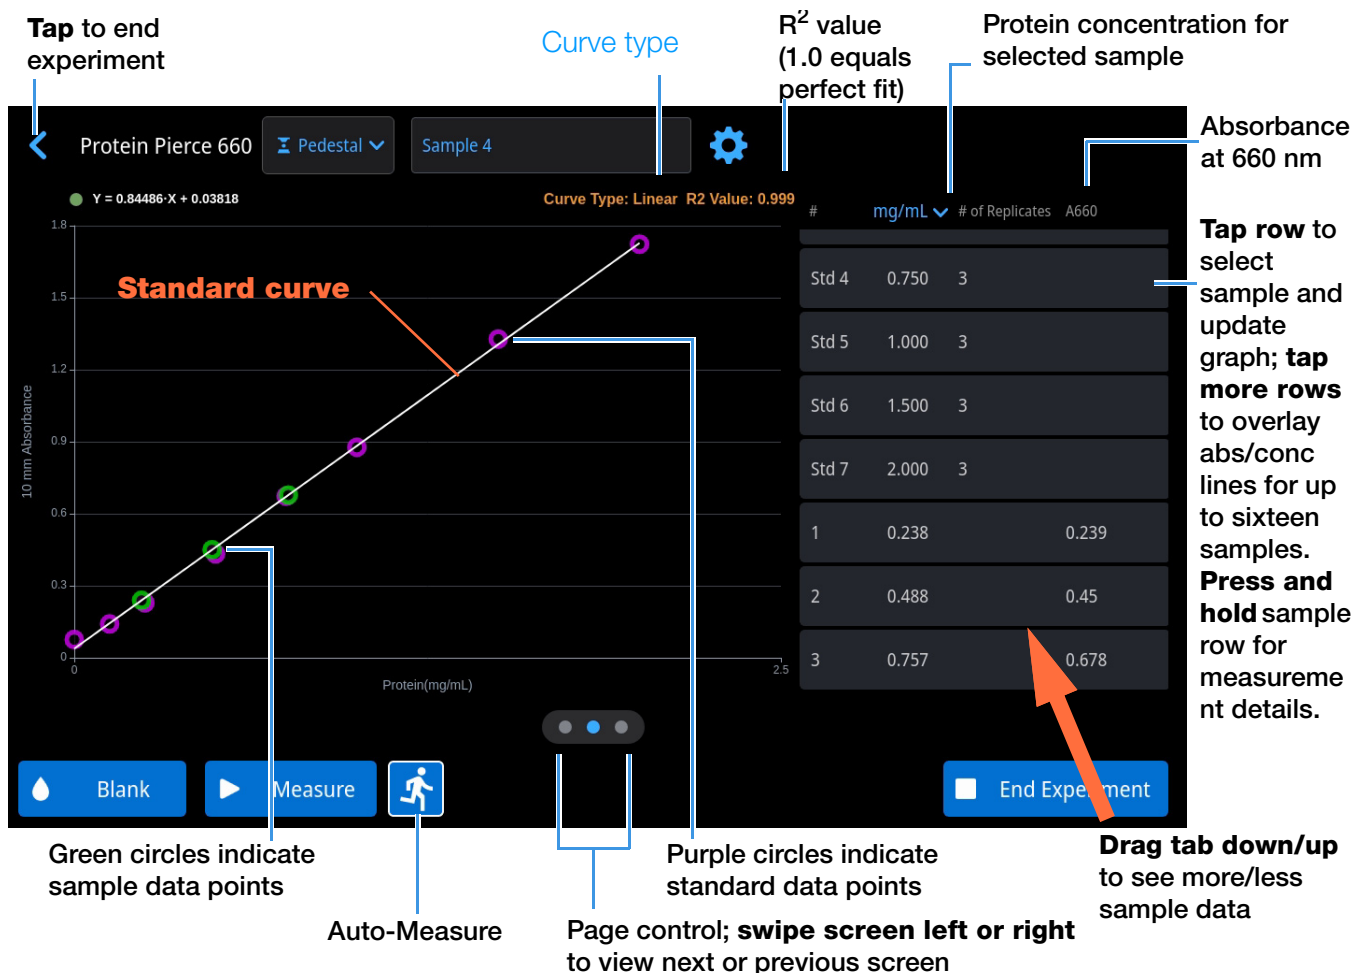 Tap to end
experiment
Curve type
R2 value
(1.0 equals
perfect fit)
Protein concentration for
selected sample
Absorbance
at 660 nm
Protein Pierce 660
Pedestal
Sample 4
Y = 0.84486·X + 0.03818
Curve Type: Linear R2 Value: 0.999
# mg/mL # of Replicates A660
Std 4 0.750 3
Std 5 1.000 3
Std 6 1.500 3
Std 7 2.000 3
1 0.238 0.239
2 0.488 0.45
3 0.757 0.678
Tap row to
select
sample and
update
graph; tap
more rows
to overlay
abs/conc
lines for up
to sixteen
samples.
Press and
hold sample
row for
measureme
nt details.
Standard curve
10 mm Absorbance
1.8
1.5
1.2
0.9
0.6
0.3
0
0 2.5
Protein(mg/mL)
Blank
Measure
End Experiment
Green circles indicate
sample data points
Auto-Measure
Purple circles indicate
standard data points
Page control; swipe screen left or right
to view next or previous screen
Drag tab down/up
to see more/less
sample data